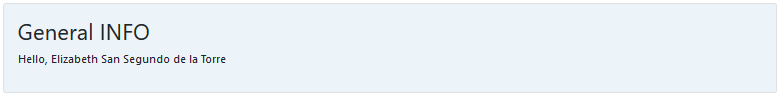 General INFO
Hello, Elizabeth San Segundo de la Torre